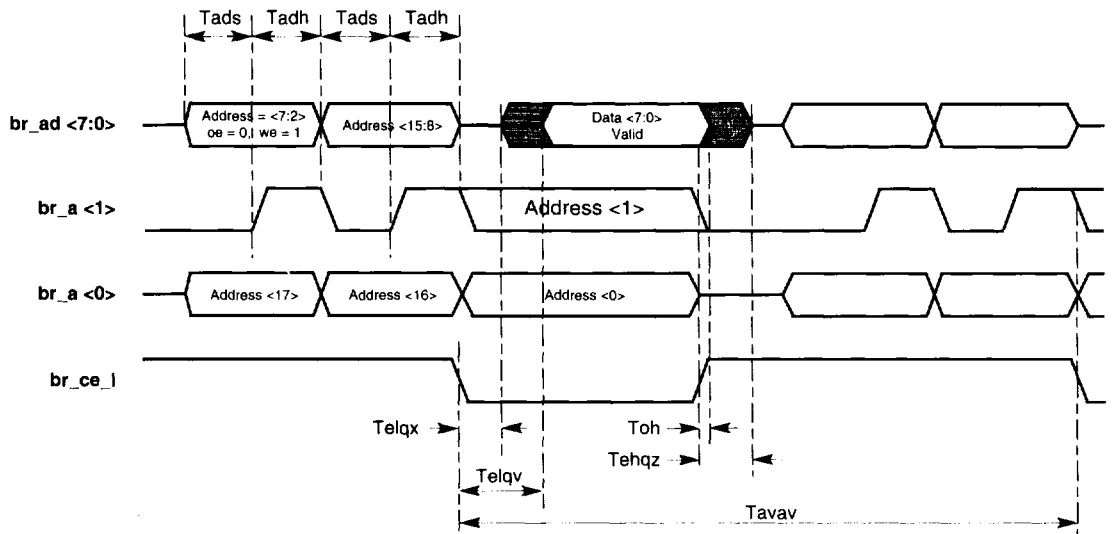 Tads Tadh Tads Tadh
br_ad <7:0>
Address = <7:2>
oe = 0,l we = 1
Address <15:8>
Data <7:0>
Valid
br_a <1>
Address <1>
br_a <0>
Address <17>
Address <16>
Address <0>
br_ce_l
Telqx
Toh
Tehqz
Telqv
Tavav